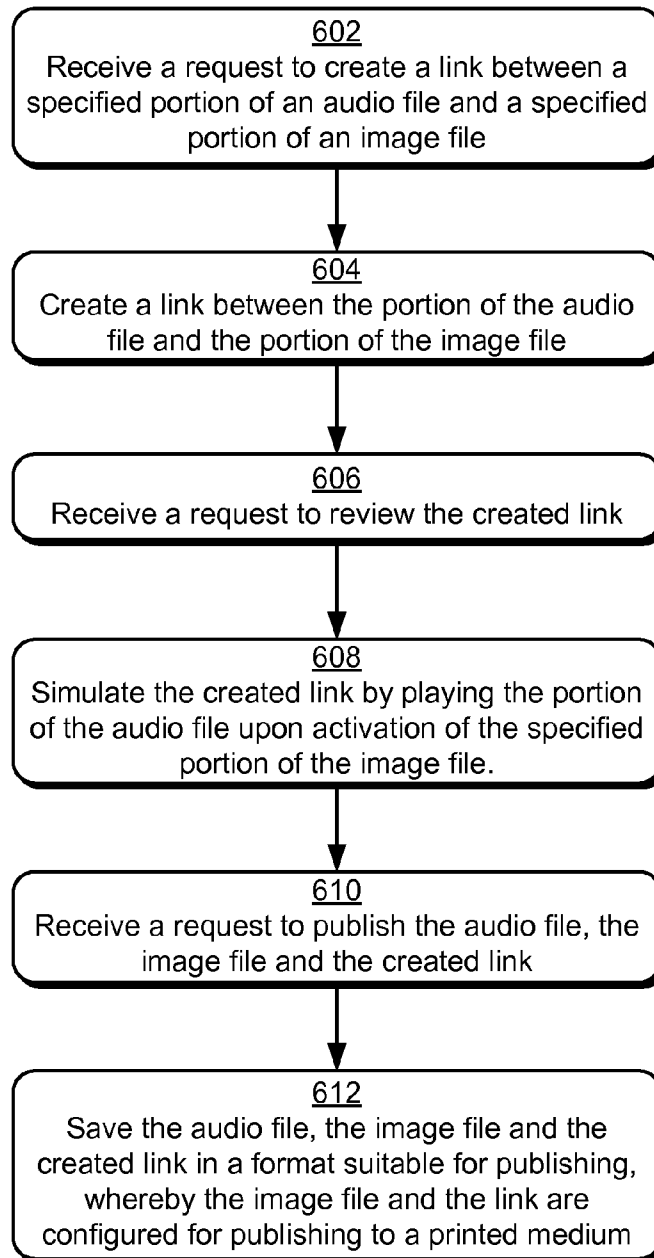 602
Receive a request to create a link between a
specified portion of an audio file and a specified
portion of an image file
604
Create a link between the portion of the audio
file and the portion of the image file
606
Receive a request to review the created link
608
Simulate the created link by playing the portion
of the audio file upon activation of the specified
portion of the image file.
610
Receive a request to publish the audio file, the
image file and the created link
612
Save the audio file, the image file and the
created link in a format suitable for publishing,
whereby the image file and the link are
configured for publishing to a printed medium